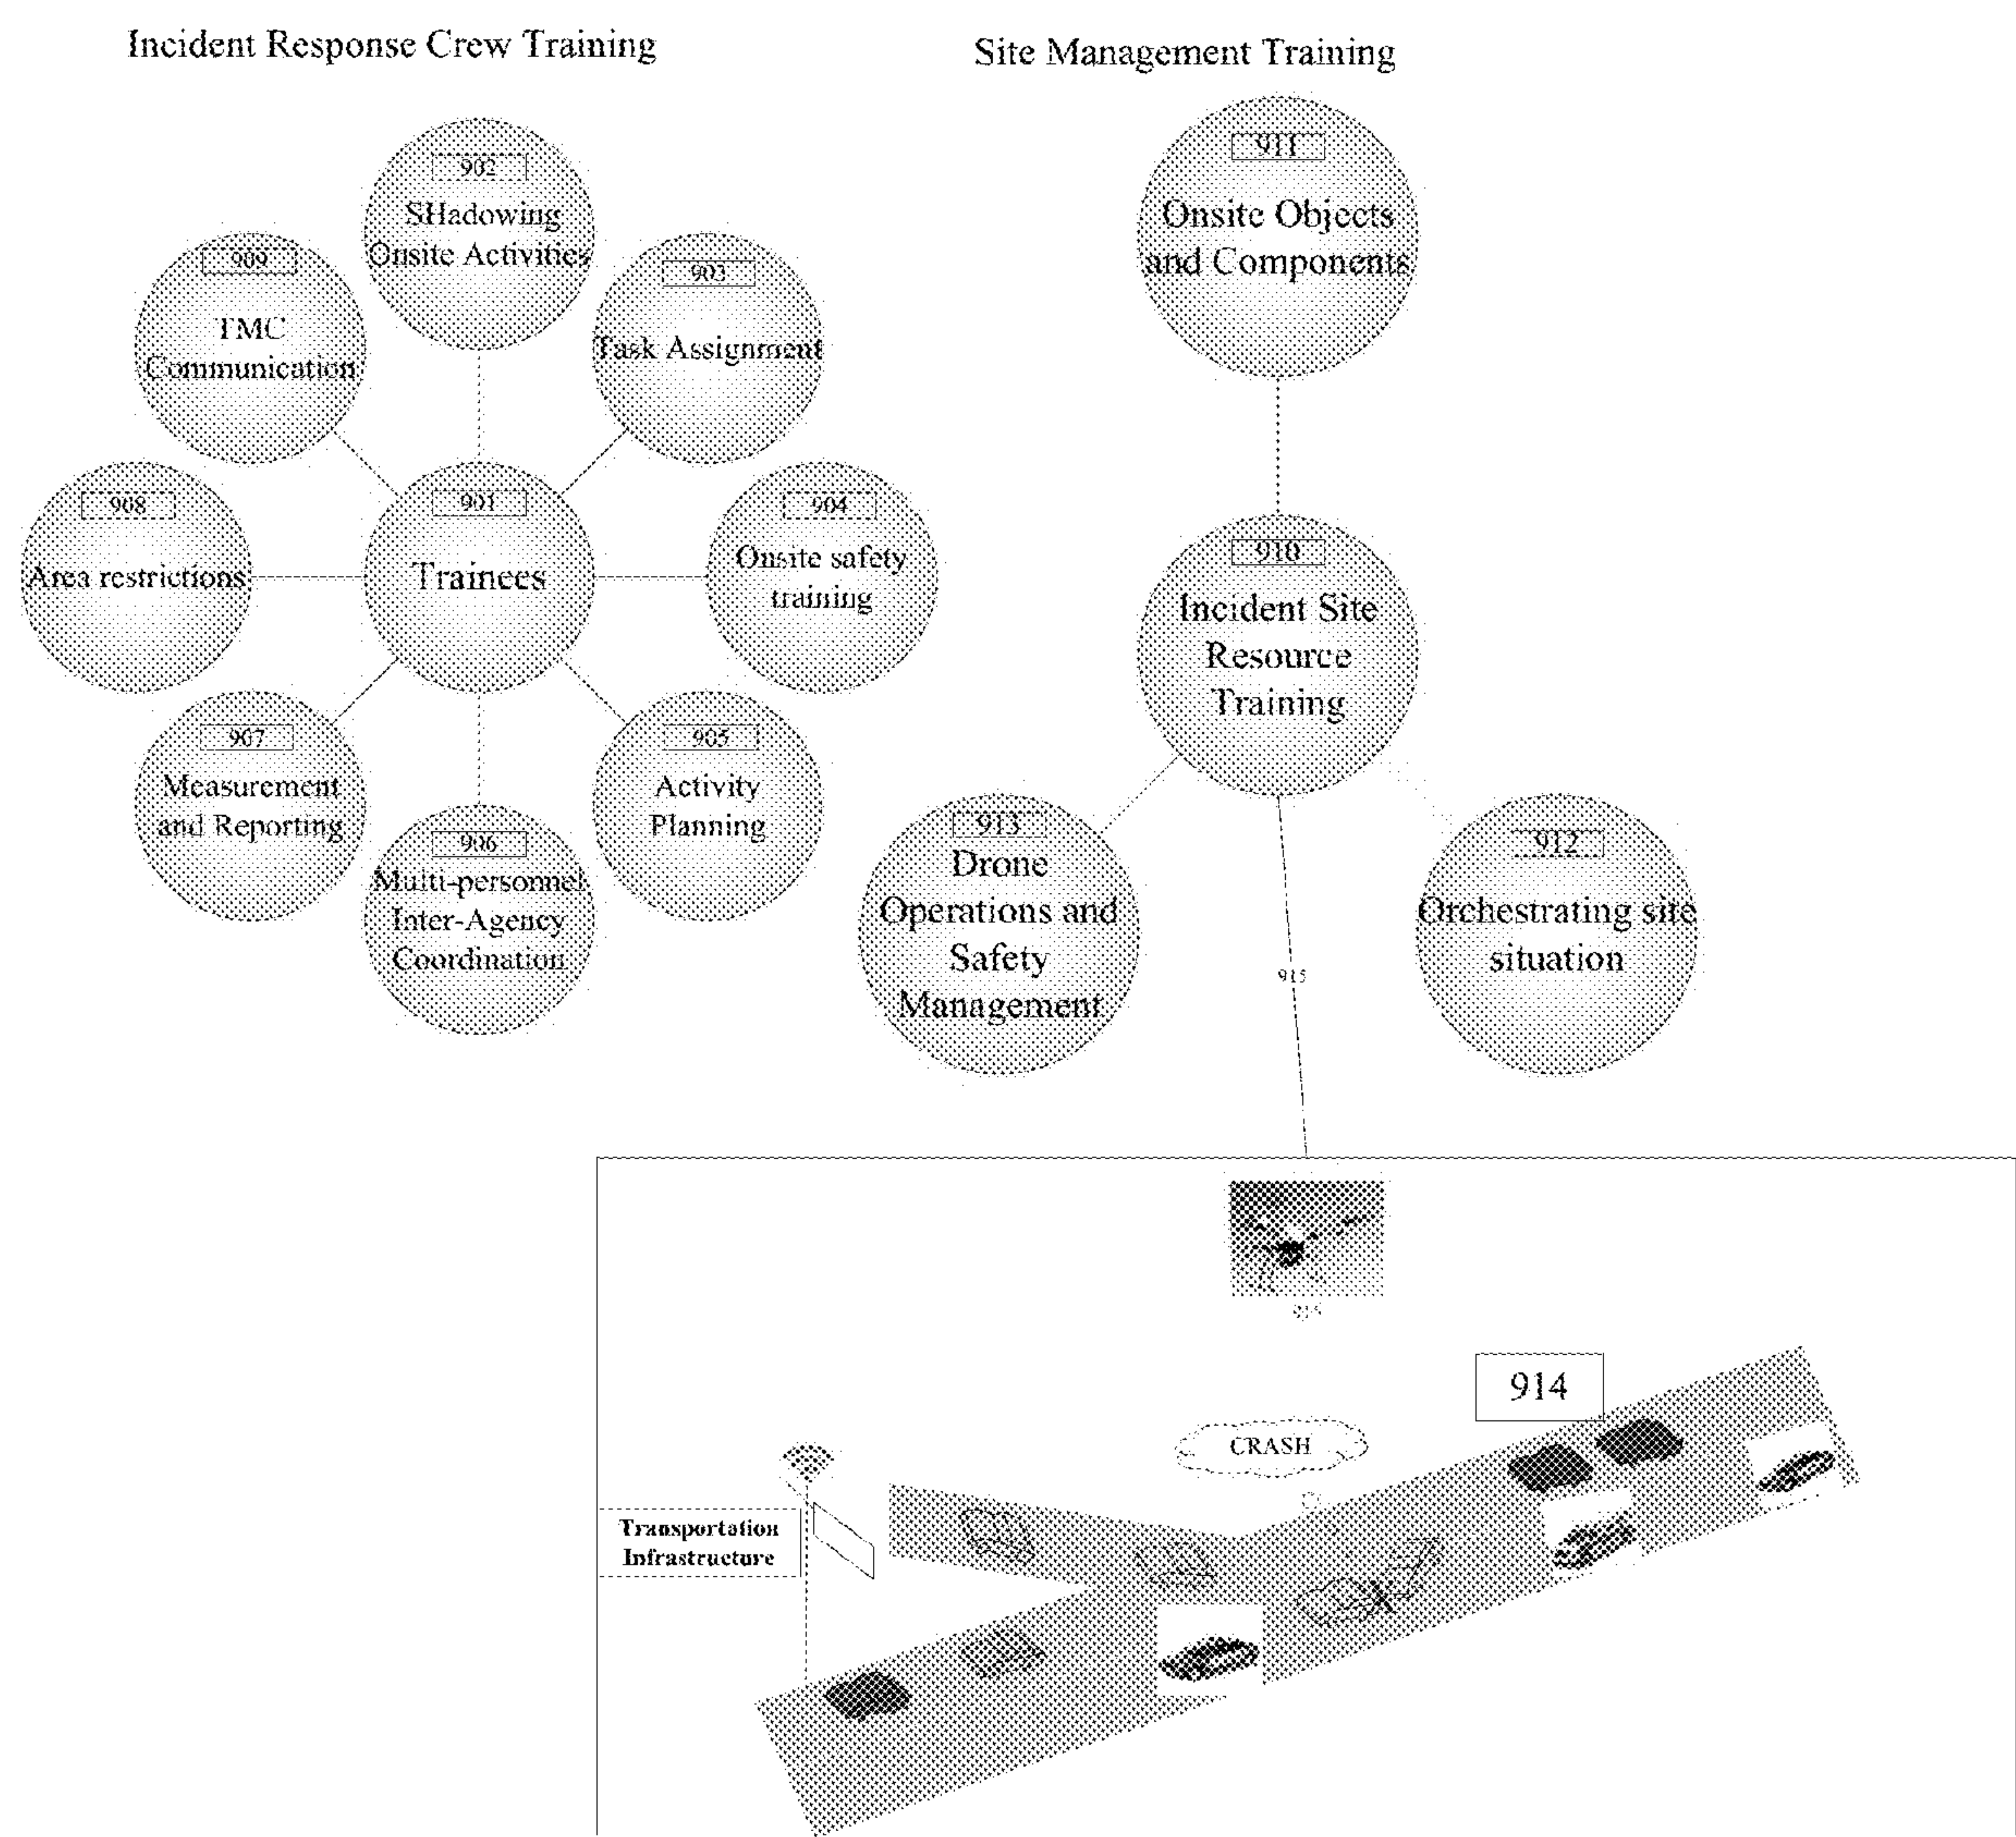 Incident Response Crew Training
Site Management Training
902
SHadowing
Onsite Activities
903
Task Assignment
904
Onsite safety
training
905
Activity
Planning
906
Multi-personnel
Inter-Agency
Coordination
907
Measurement
and Reporting
908
Area restrictions
909
TMC
Communication
901
Trainees
911
Onsite Objects
and Components
910
Incident Site
Resource
Training
913
Drone
Operations and
Safety
Management
912
Orchestrating site
situation
915
915
914
CRASH
Transportation
Infrastructure
X